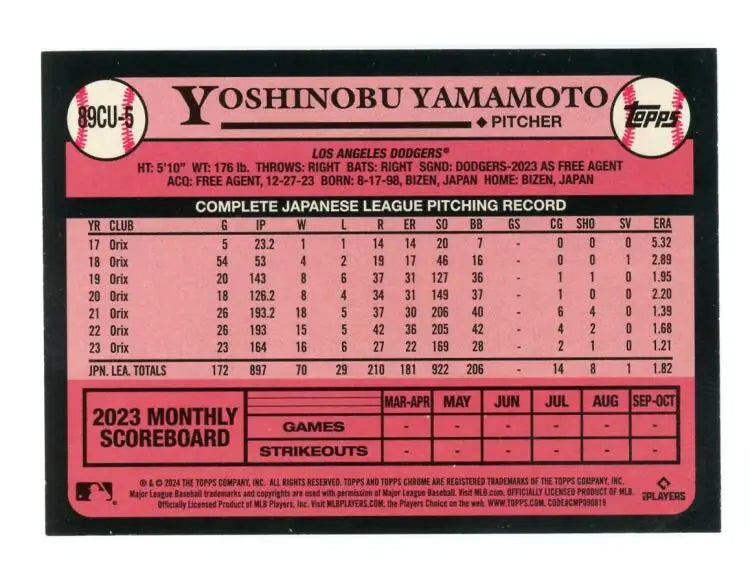 89CU-5
YOSHINOBU YAMAMOTO
◆ PITCHER
Topps
LOS ANGELES DODGERS®
HT: 5'10" WT: 176 lb. THROWS: RIGHT BATS: RIGHT SGND: DODGERS-2023 AS FREE AGENT
ACQ: FREE AGENT, 12-27-23 BORN: 8-17-98, BIZEN, JAPAN HOME: BIZEN, JAPAN
COMPLETE JAPANESE LEAGUE PITCHING RECORD
YR CLUB G IP W L R ER SO BB GS CG SHO SV ERA
17 Orix 5 23.2 1 1 14 14 20 7 - 0 0 0 5.32
18 Orix 54 53 4 2 19 17 46 16 - 0 0 1 2.89
19 Orix 20 143 8 6 37 31 127 36 - 1 1 0 1.95
20 Orix 18 126.2 8 4 34 31 149 37 - 1 0 0 2.20
21 Orix 26 193.2 18 5 37 30 206 40 - 6 4 0 1.39
22 Orix 26 193 15 5 42 36 205 42 - 4 2 0 1.68
23 Orix 23 164 16 6 27 22 169 28 - 2 1 0 1.21
JPN. LEA. TOTALS 172 897 70 29 210 181 922 206 - 14 8 1 1.82
2023 MONTHLY
SCOREBOARD
MAR-APR MAY JUN JUL AUG SEP-OCT
GAMES - - - - - -
STRIKEOUTS - - - - - -
® & © 2024 THE TOPPS COMPANY, INC. ALL RIGHTS RESERVED. TOPPS AND TOPPS CHROME ARE REGISTERED TRADEMARKS OF THE TOPPS COMPANY, INC.
Major League Baseball trademarks and copyrights are used with permission of Major League Baseball. Visit MLB.com. OFFICIALLY LICENSED PRODUCT OF MLB
Officially Licensed Product of MLB Players, Inc. Visit MLBPLAYERS.com, the Players Choice on the web. WWW.TOPPS.COM. CODE#CMP090819
PLAYERS